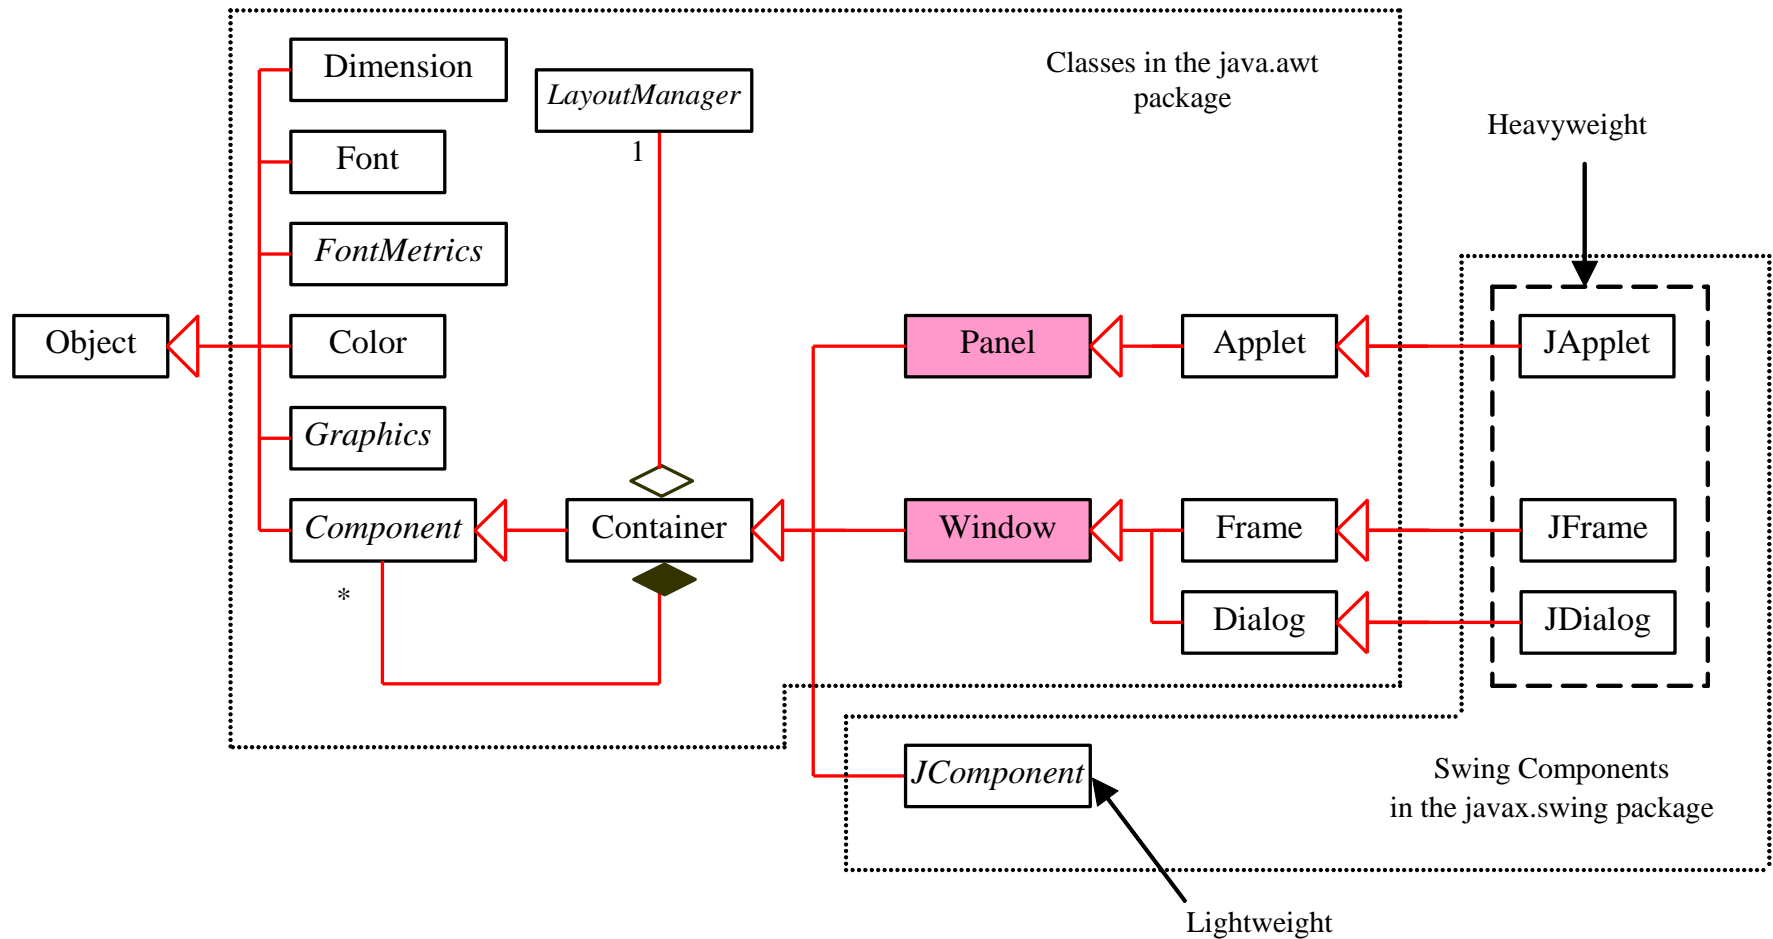 Dimension
LayoutManager
Classes in the java.awt
package
Heavyweight
1
Font
FontMetrics
Object
Color
Panel
Applet
JApplet
Graphics
Component
Container
Window
Frame
JFrame
*
Dialog
JDialog
JComponent
Swing Components
in the javax.swing package
Lightweight